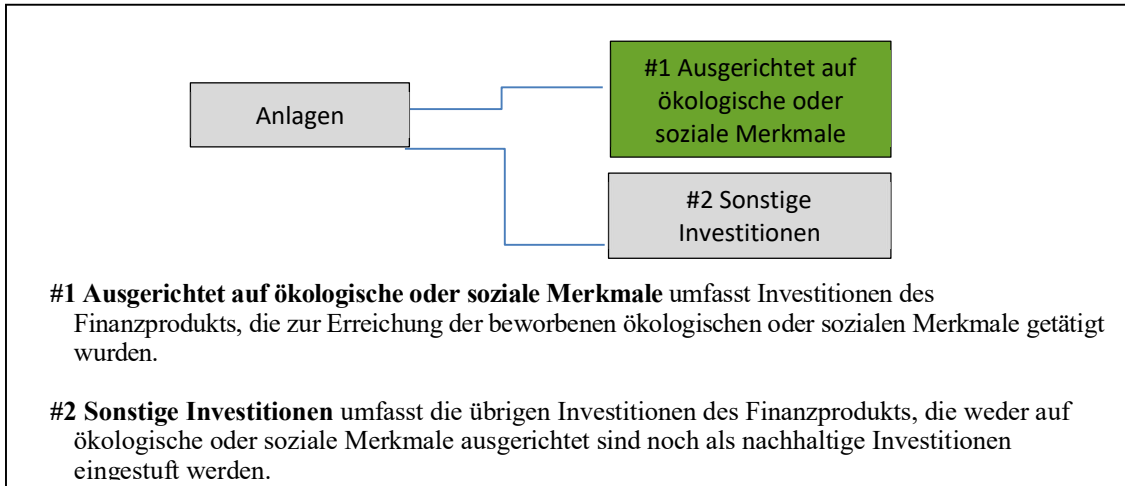 #1 Ausgerichtet auf
ökologische oder
soziale Merkmale
Anlagen
#2 Sonstige
Investitionen
#1 Ausgerichtet auf ökologische oder soziale Merkmale umfasst Investitionen des
Finanzprodukts, die zur Erreichung der beworbenen ökologischen oder sozialen Merkmale getätigt
wurden.
#2 Sonstige Investitionen umfasst die übrigen Investitionen des Finanzprodukts, die weder auf
ökologische oder soziale Merkmale ausgerichtet sind noch als nachhaltige Investitionen
eingestuft werden.